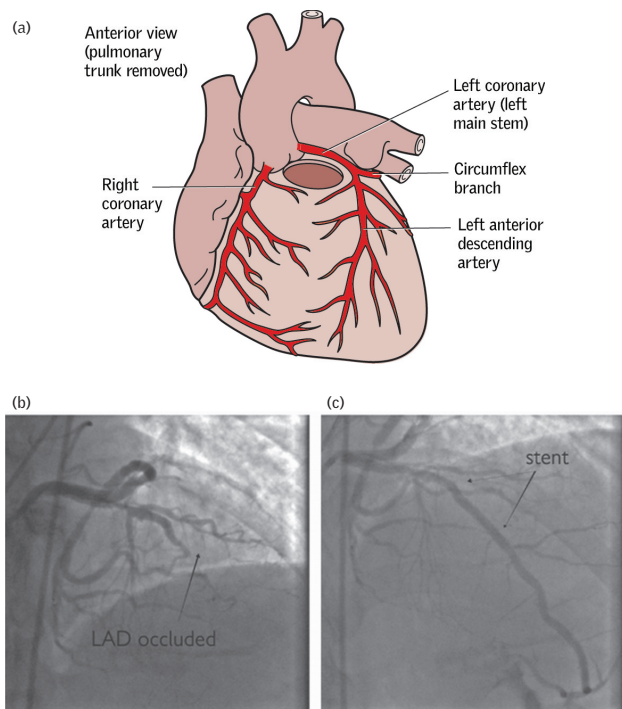 (a)
Anterior view
(pulmonary
trunk removed)
Left coronary
artery (left
main stem)
Circumflex
branch
Right
coronary
artery
Left anterior
descending
artery
(b)
(c)
stent
LAD occluded